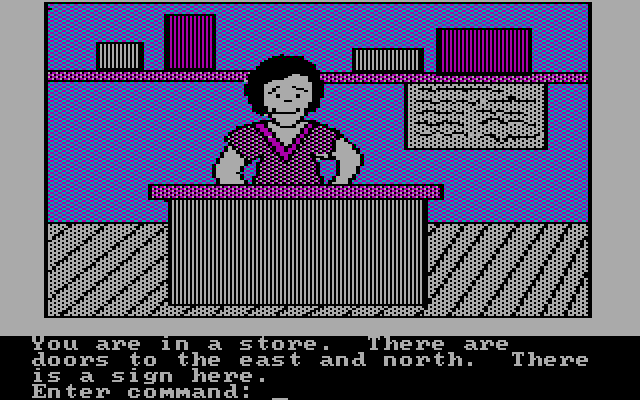 You are in a store.  There are
doors to the east and north.  There
is a sign here.
Enter command: _